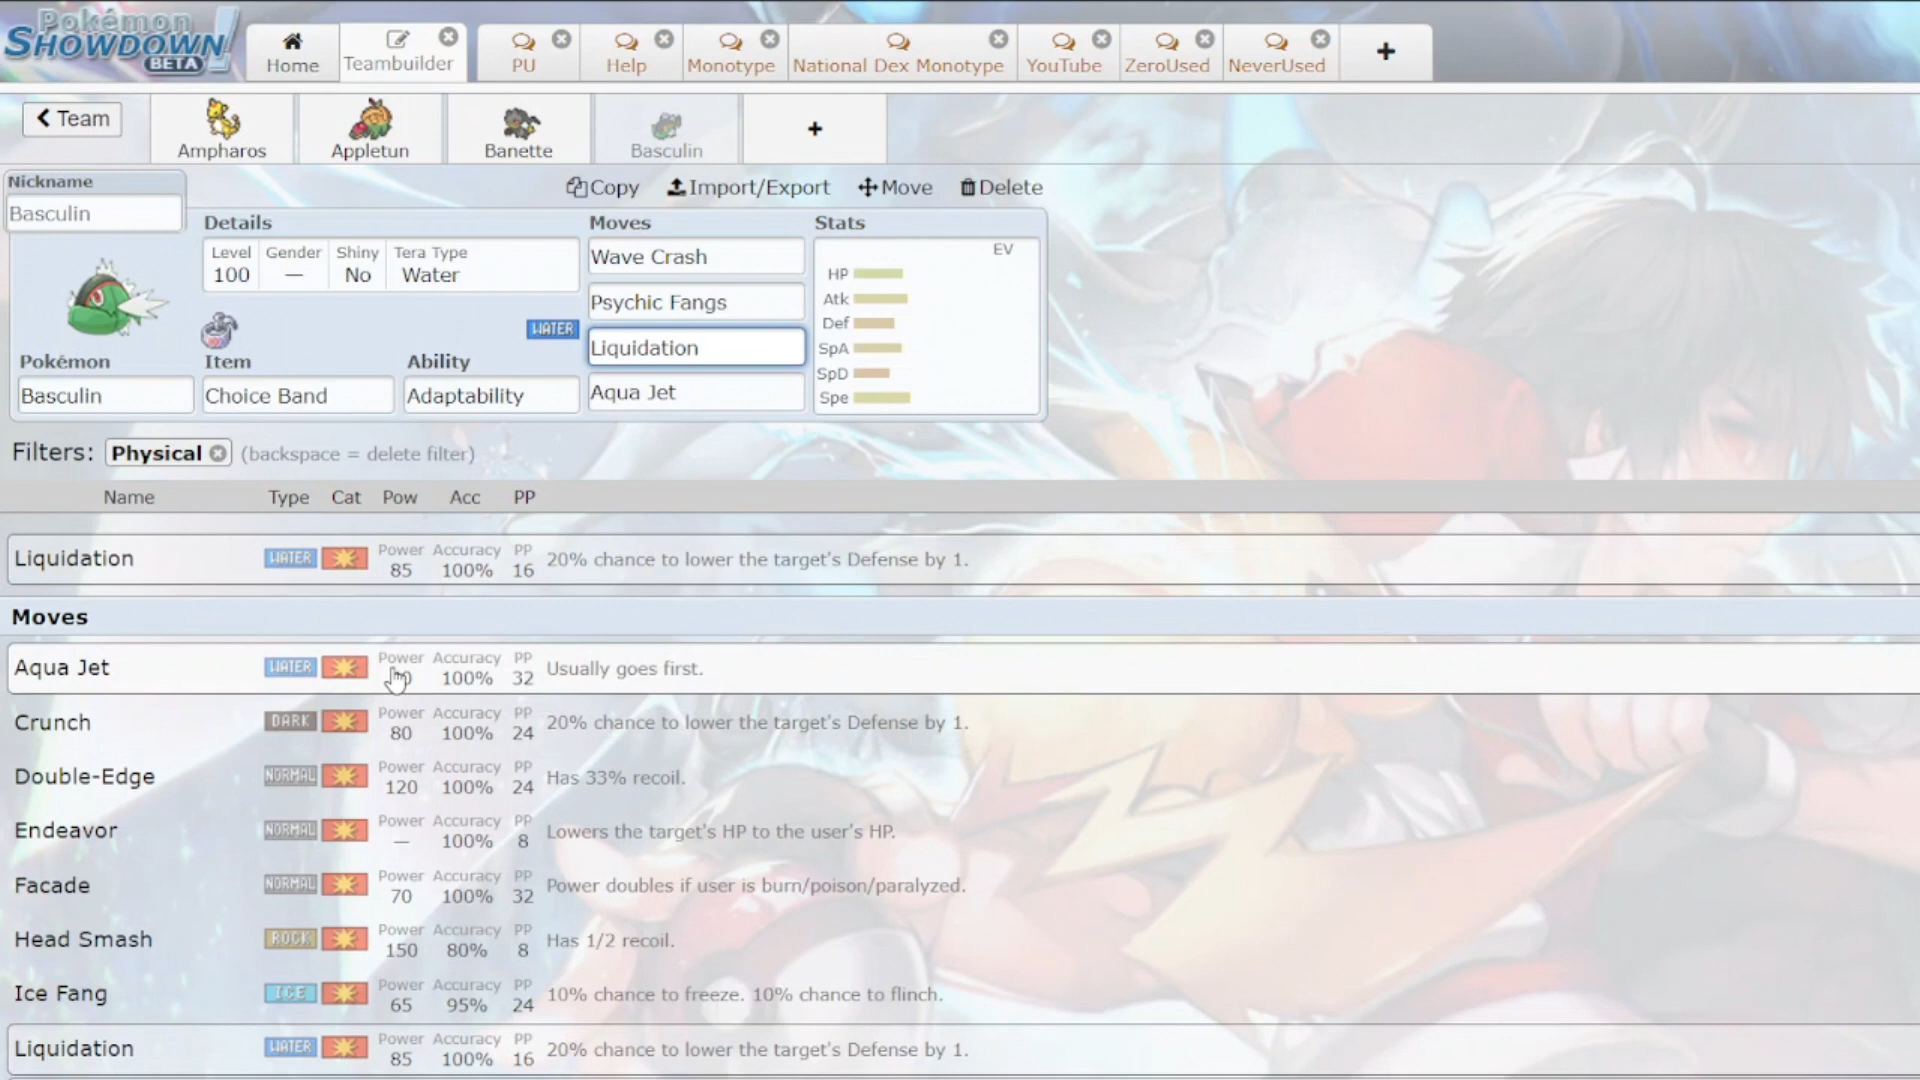 Pokémon
SHOWDOWN!
BETA
Home
Teambuilder
PU
Help
Monotype
National Dex Monotype
YouTube
ZeroUsed
NeverUsed
+
Team
Ampharos
Appletun
Banette
Basculin
+
Nickname
Basculin
Copy
Import/Export
Move
Delete
Details
Moves
Stats
Level
100
Gender
—
Shiny
No
Tera Type
Water
WATER
Pokémon
Item
Ability
Basculin
Choice Band
Adaptability
Wave Crash
Psychic Fangs
Liquidation
Aqua Jet
EV
HP
Atk
Def
SpA
SpD
Spe
Filters: Physical (backspace = delete filter)
Name Type Cat Pow Acc PP
Liquidation WATER Power 85 Accuracy 100% PP 16 20% chance to lower the target's Defense by 1.
Moves
Aqua Jet WATER Power Accuracy 100% PP 32 Usually goes first.
Crunch DARK Power 80 Accuracy 100% PP 24 20% chance to lower the target's Defense by 1.
Double-Edge NORMAL Power 120 Accuracy 100% PP 24 Has 33% recoil.
Endeavor NORMAL Power — Accuracy 100% PP 8 Lowers the target's HP to the user's HP.
Facade NORMAL Power 70 Accuracy 100% PP 32 Power doubles if user is burn/poison/paralyzed.
Head Smash ROCK Power 150 Accuracy 80% PP 8 Has 1/2 recoil.
Ice Fang ICE Power 65 Accuracy 95% PP 24 10% chance to freeze. 10% chance to flinch.
Liquidation WATER Power 85 Accuracy 100% PP 16 20% chance to lower the target's Defense by 1.